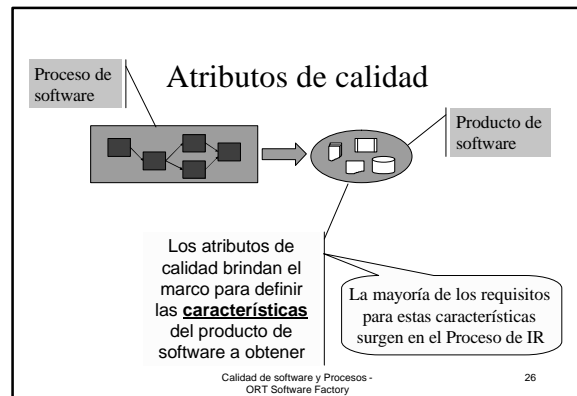 Atributos de calidad
Proceso de
software
Producto de
software
Los atributos de
calidad brindan el
marco para definir
las características
del producto de
software a obtener
La mayoría de los requisitos
para estas características
surgen en el Proceso de IR
Calidad de software y Procesos -
ORT Software Factory
26